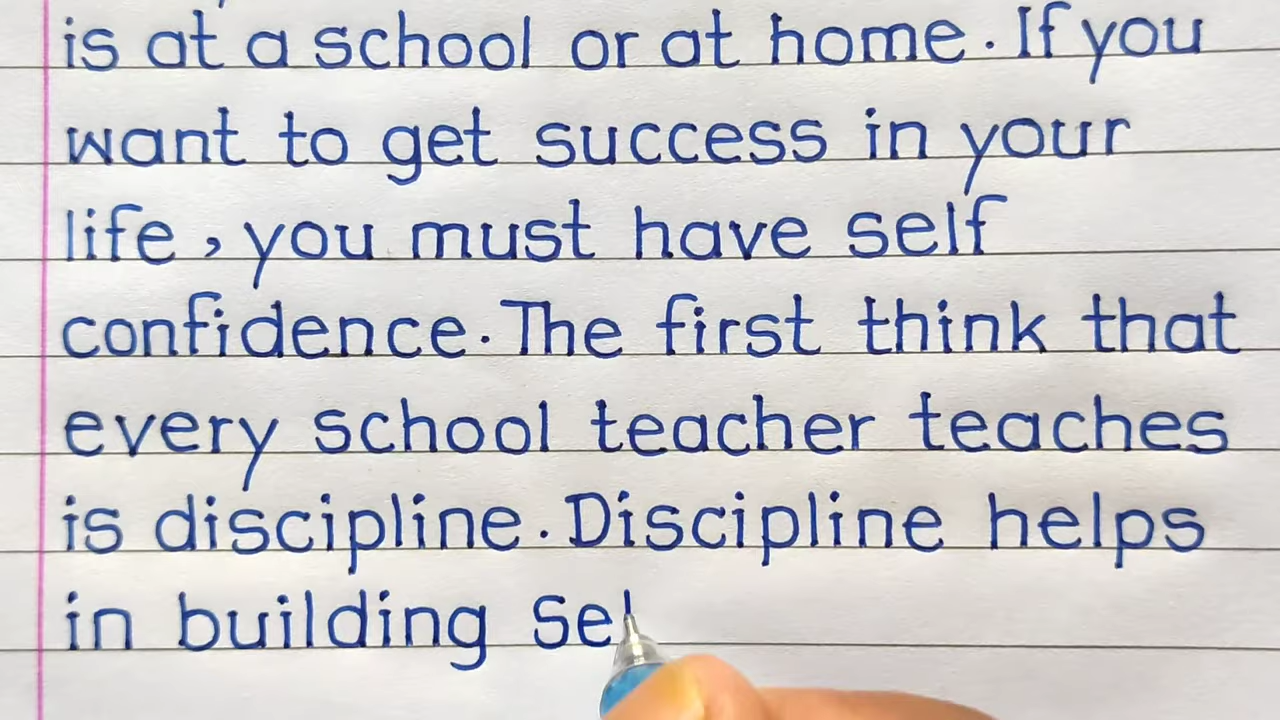 is at a school or at home. If you
want to get success in your
life, you must have self
confidence. The first think that
every school teacher teaches
is discipline. Discipline helps
in building Sel